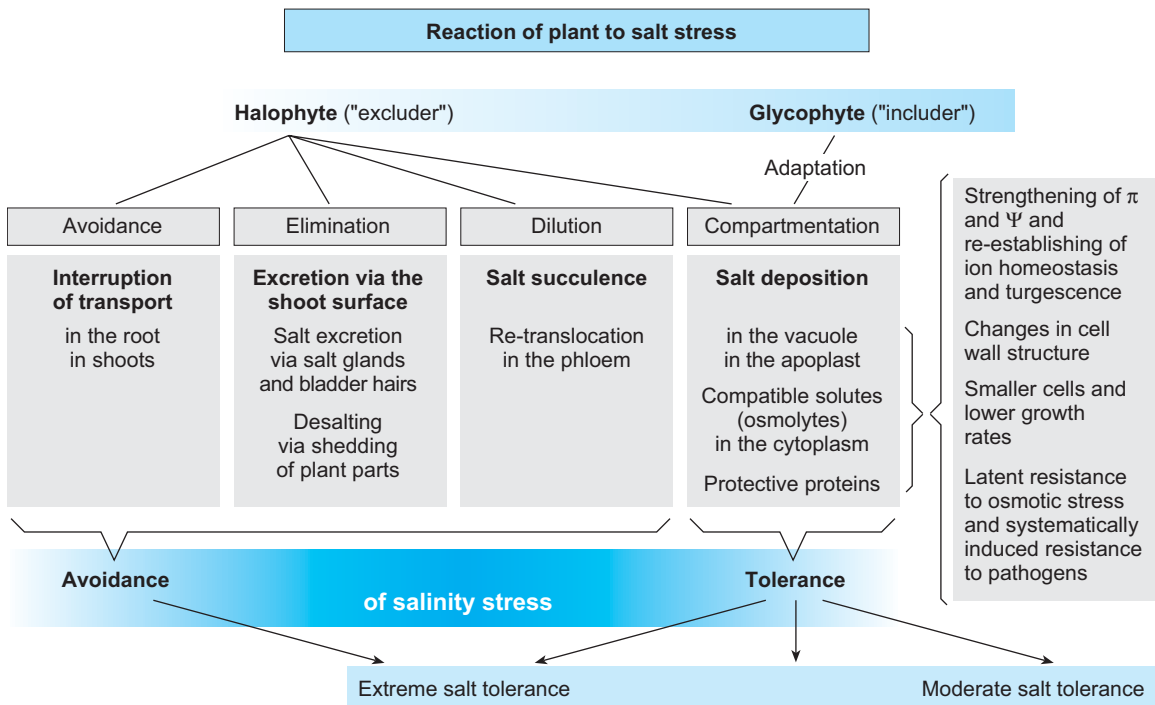 Reaction of plant to salt stress
Halophyte ("excluder")
Glycophyte ("includer")
Adaptation
Avoidance
Elimination
Dilution
Compartmentation
Interruption
of transport
in the root
in shoots
Excretion via the
shoot surface
Salt excretion
via salt glands
and bladder hairs
Desalting
via shedding
of plant parts
Salt succulence
Re-translocation
in the phloem
Salt deposition
in the vacuole
in the apoplast
Compatible solutes
(osmolytes)
in the cytoplasm
Protective proteins
Strengthening of π
and Ψ and
re-establishing of
ion homeostasis
and turgescence
Changes in cell
wall structure
Smaller cells and
lower growth
rates
Latent resistance
to osmotic stress
and systematically
induced resistance
to pathogens
Avoidance
of salinity stress
Tolerance
Extreme salt tolerance
Moderate salt tolerance